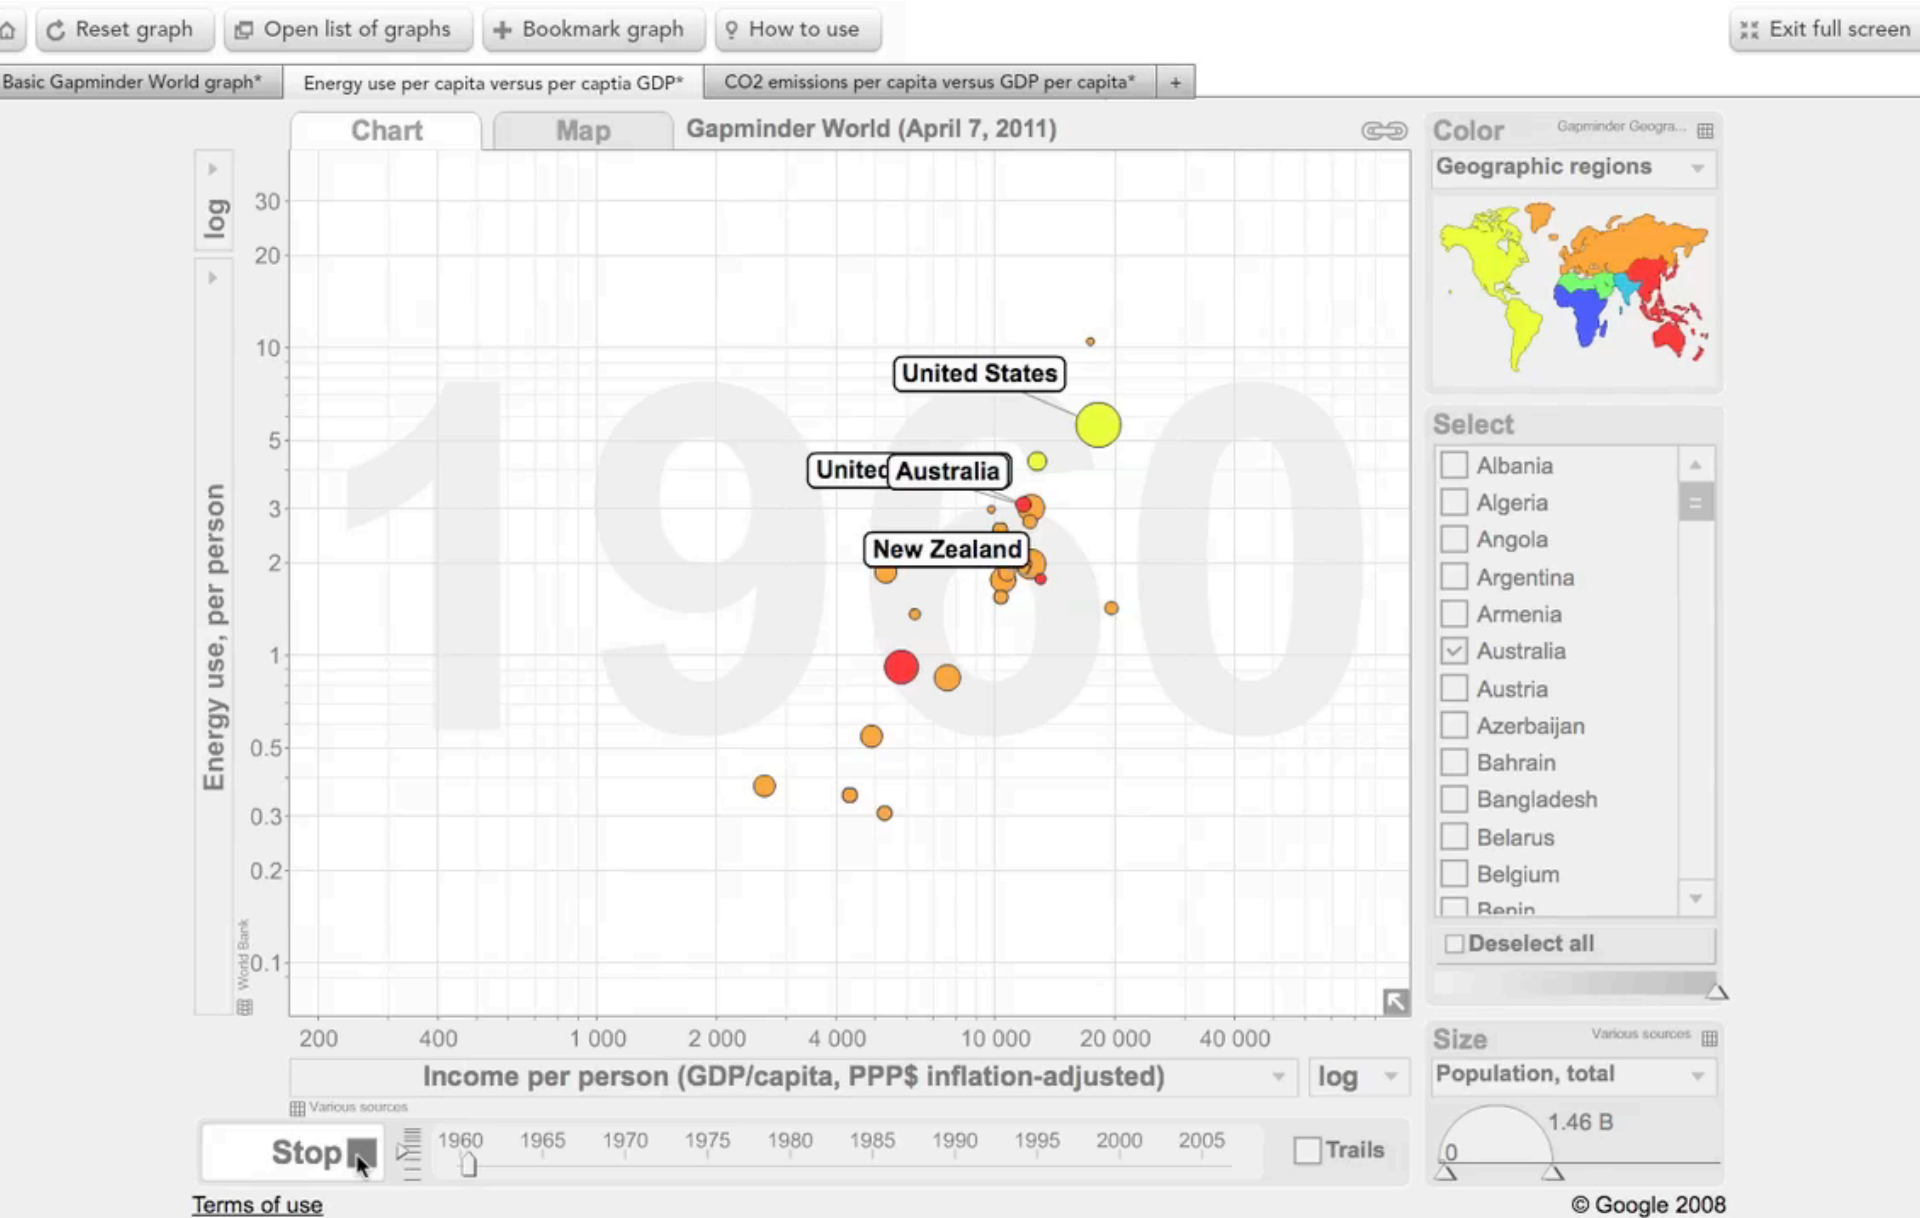 Reset graph
Open list of graphs
Bookmark graph
How to use
Exit full screen
Basic Gapminder World graph*
Energy use per capita versus per captia GDP*
CO2 emissions per capita versus GDP per capita*
+
Chart
Map
Gapminder World (April 7, 2011)
log
Energy use, per person
World Bank
30
20
10
5
3
2
1
0.5
0.3
0.2
0.1
1960
United States
United
Australia
New Zealand
200
400
1 000
2 000
4 000
10 000
20 000
40 000
Income per person (GDP/capita, PPP$ inflation-adjusted)
log
Various sources
Stop
1960
1965
1970
1975
1980
1985
1990
1995
2000
2005
Trails
Color
Gapminder Geogra...
Geographic regions
Select
Albania
Algeria
Angola
Argentina
Armenia
Australia
Austria
Azerbaijan
Bahrain
Bangladesh
Belarus
Belgium
Benin
Deselect all
Size
Various sources
Population, total
1.46 B
0
Terms of use
© Google 2008